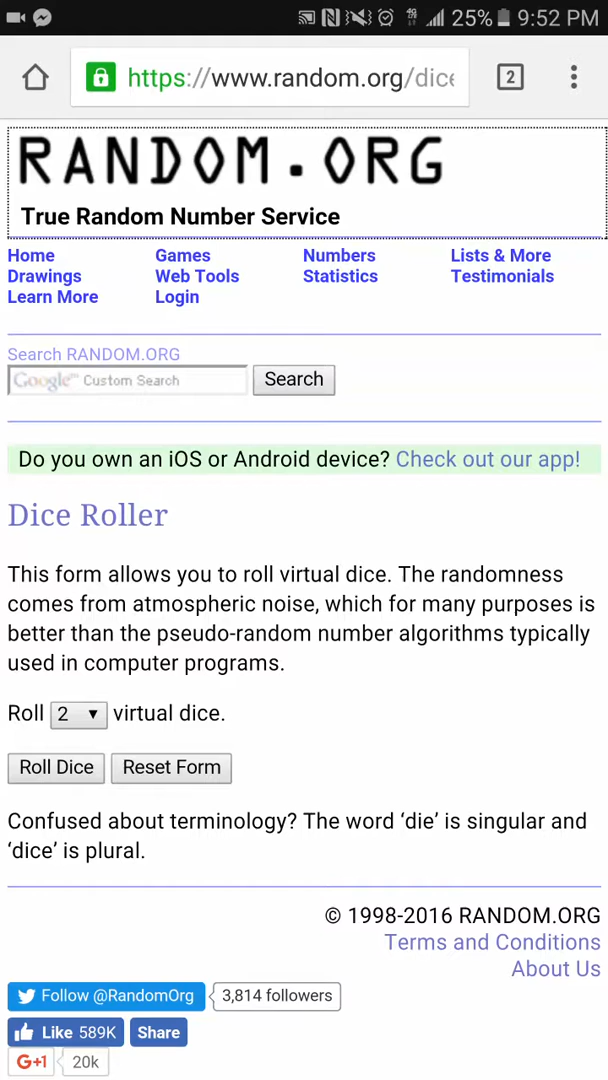 25% 9:52 PM
https://www.random.org/dice
2
RANDOM.ORG
True Random Number Service
Home Games Numbers Lists & More
Drawings Web Tools Statistics Testimonials
Learn More Login
Search RANDOM.ORG
Google™ Custom Search Search
Do you own an iOS or Android device? Check out our app!
Dice Roller
This form allows you to roll virtual dice. The randomness
comes from atmospheric noise, which for many purposes is
better than the pseudo-random number algorithms typically
used in computer programs.
Roll 2 ▼ virtual dice.
Roll Dice Reset Form
Confused about terminology? The word ‘die’ is singular and
‘dice’ is plural.
© 1998-2016 RANDOM.ORG
Terms and Conditions
About Us
Follow @RandomOrg 3,814 followers
Like 589K Share
G+1 20k